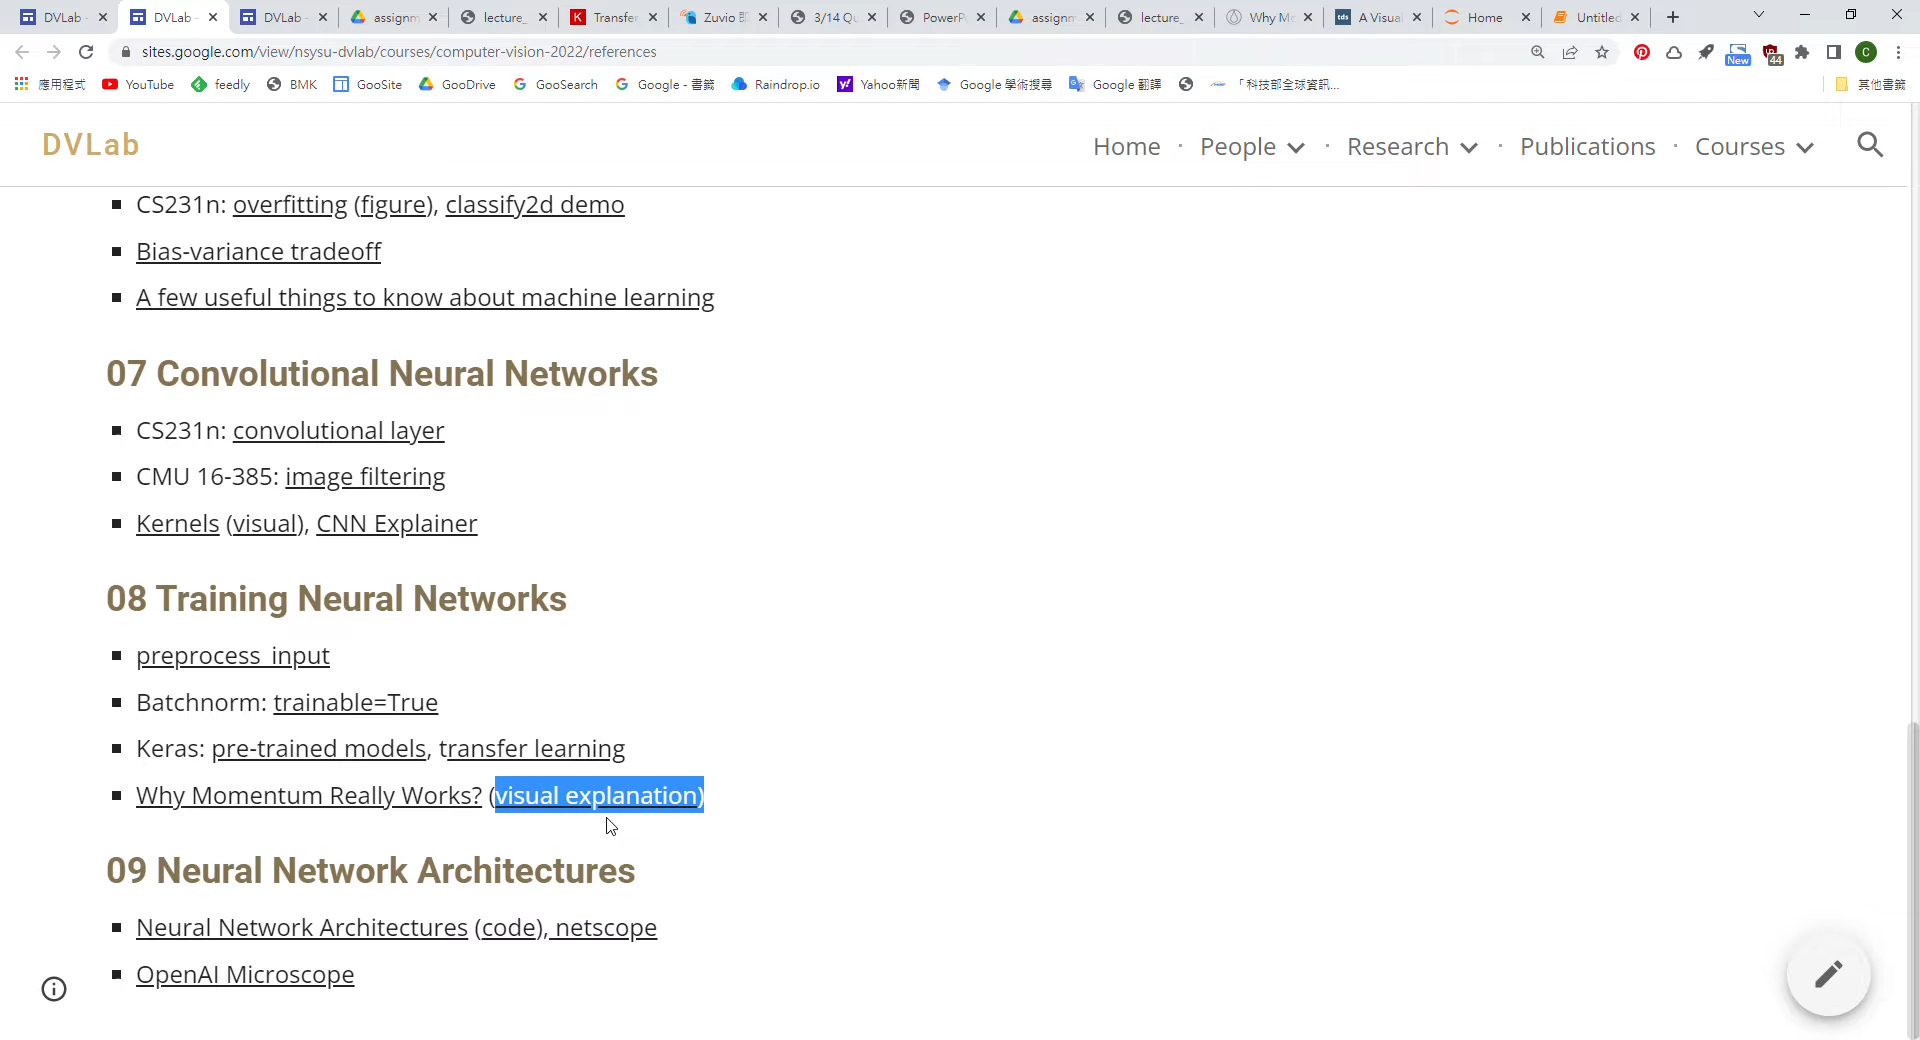 DVLab - DVLab - DVLab - assignm lecture_ Transfer Zuvio 3/14 Qu PowerP assignm lecture_ Why Mo A Visual Home Untitled
sites.google.com/view/nsysu-dvlab/courses/computer-vision-2022/references
New 44 C
應用程式 YouTube feedly BMK GooSite GooDrive GooSearch Google - 書籤 Raindrop.io Yahoo新聞 Google 學術搜尋 Google 翻譯 「科技部全球資訊... 其他書籤
DVLab Home · People · Research · Publications · Courses
CS231n: overfitting (figure), classify2d demo
Bias-variance tradeoff
A few useful things to know about machine learning
07 Convolutional Neural Networks
CS231n: convolutional layer
CMU 16-385: image filtering
Kernels (visual), CNN Explainer
08 Training Neural Networks
preprocess_input
Batchnorm: trainable=True
Keras: pre-trained models, transfer learning
Why Momentum Really Works? (visual explanation)
09 Neural Network Architectures
Neural Network Architectures (code), netscope
OpenAI Microscope